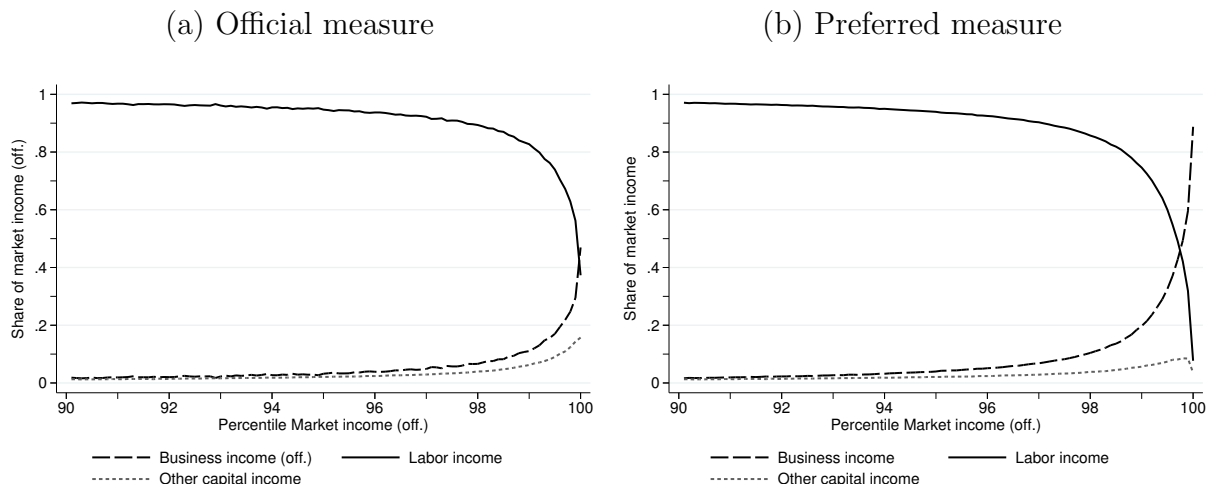 (a) Official measure
(b) Preferred measure
Share of market income (off.)
1
.8
.6
.4
.2
0
90 92 94 96 98 100
Percentile Market income (off.)
Business income (off.) Labor income
Other capital income
Share of market income
1
.8
.6
.4
.2
0
90 92 94 96 98 100
Percentile Market income (off.)
Business income Labor income
Other capital income